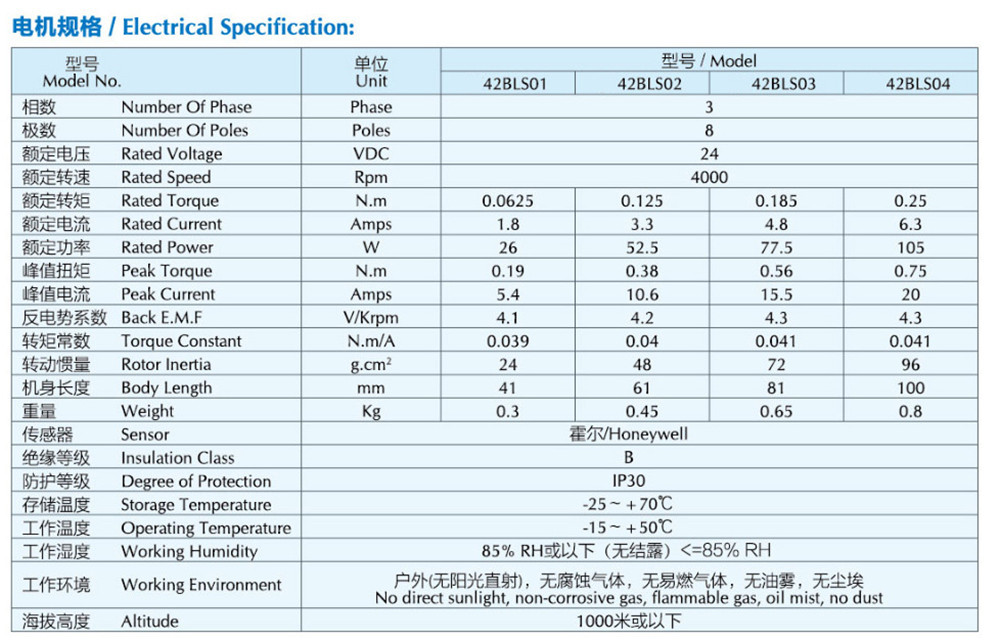 电机规格 / Electrical Specification:
型号 单位 型号 / Model
Model No. Unit 42BLS01 42BLS02 42BLS03 42BLS04
相数 Number Of Phase Phase 3
极数 Number Of Poles Poles 8
额定电压 Rated Voltage VDC 24
额定转速 Rated Speed Rpm 4000
额定转矩 Rated Torque N.m 0.0625 0.125 0.185 0.25
额定电流 Rated Current Amps 1.8 3.3 4.8 6.3
额定功率 Rated Power W 26 52.5 77.5 105
峰值扭矩 Peak Torque N.m 0.19 0.38 0.56 0.75
峰值电流 Peak Current Amps 5.4 10.6 15.5 20
反电势系数 Back E.M.F V/Krpm 4.1 4.2 4.3 4.3
转矩常数 Torque Constant N.m/A 0.039 0.04 0.041 0.041
转动惯量 Rotor Inertia g.cm² 24 48 72 96
机身长度 Body Length mm 41 61 81 100
重量 Weight Kg 0.3 0.45 0.65 0.8
传感器 Sensor 霍尔/Honeywell
绝缘等级 Insulation Class B
防护等级 Degree of Protection IP30
存储温度 Storage Temperature -25～+70℃
工作温度 Operating Temperature -15～+50℃
工作湿度 Working Humidity 85% RH或以下（无结露）<=85% RH
工作环境 Working Environment 户外(无阳光直射)，无腐蚀气体，无易燃气体，无油雾，无尘埃
No direct sunlight, non-corrosive gas, flammable gas, oil mist, no dust
海拔高度 Altitude 1000米或以下